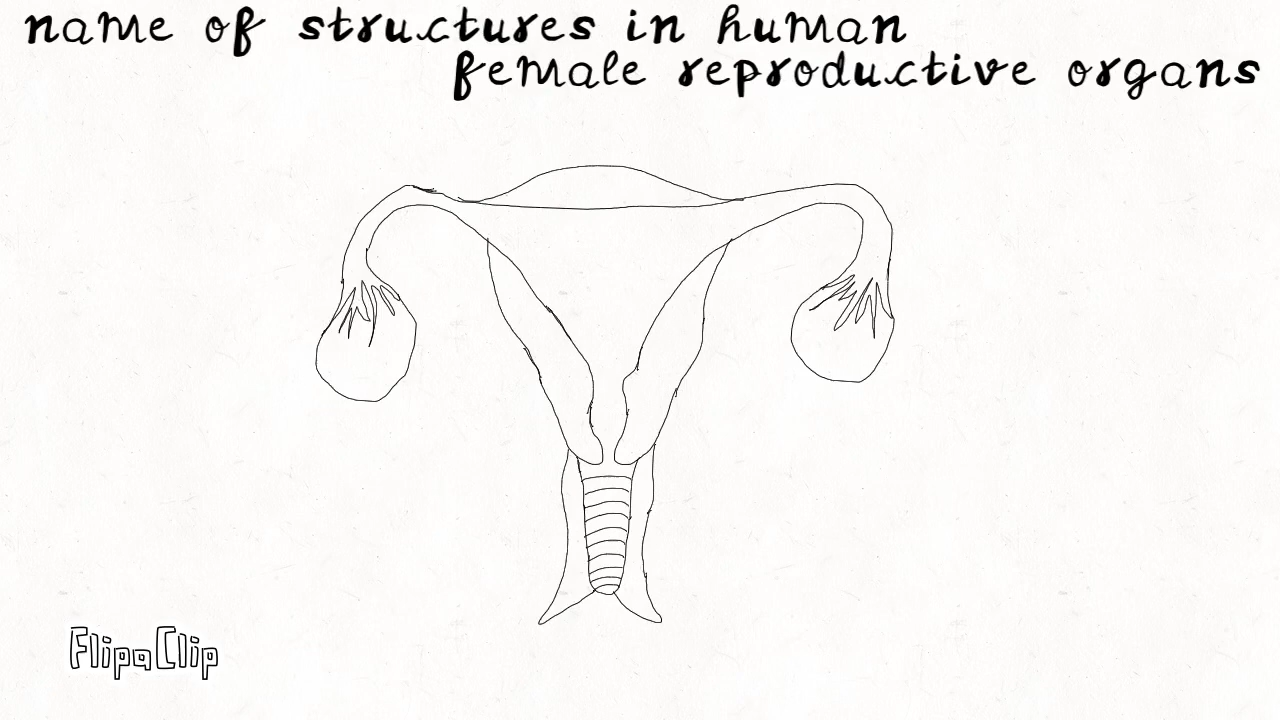 name of structures in human
female reproductive organs
FlipaClip